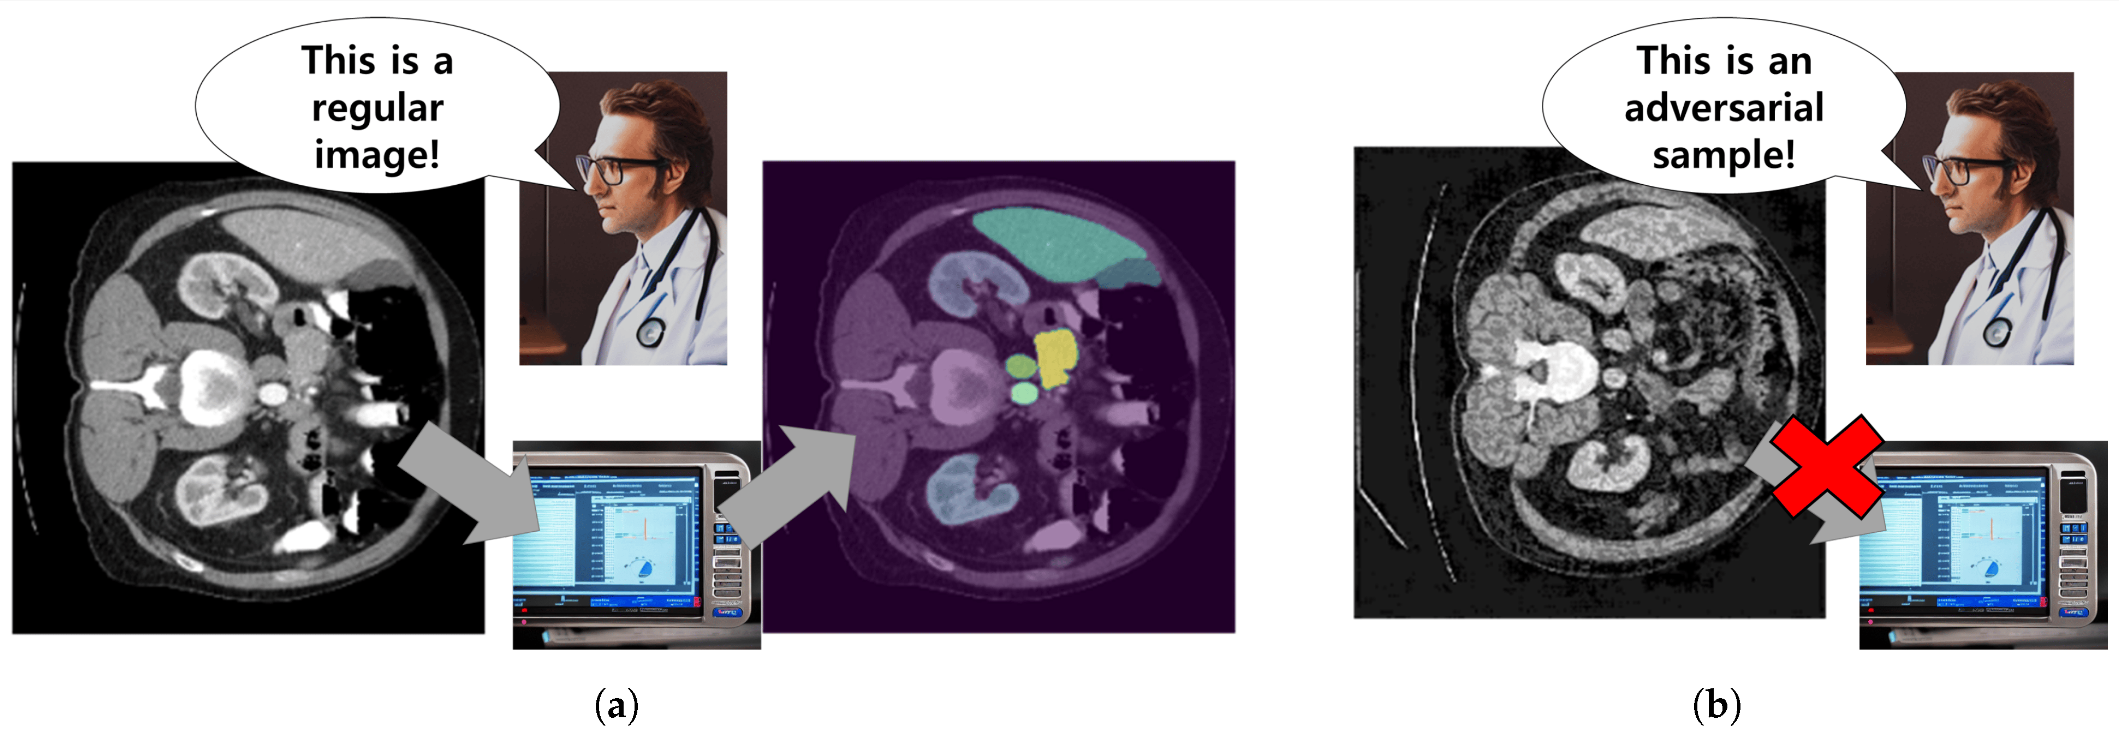 This is a
regular
image!
This is an
adversarial
sample!
(a)
(b)